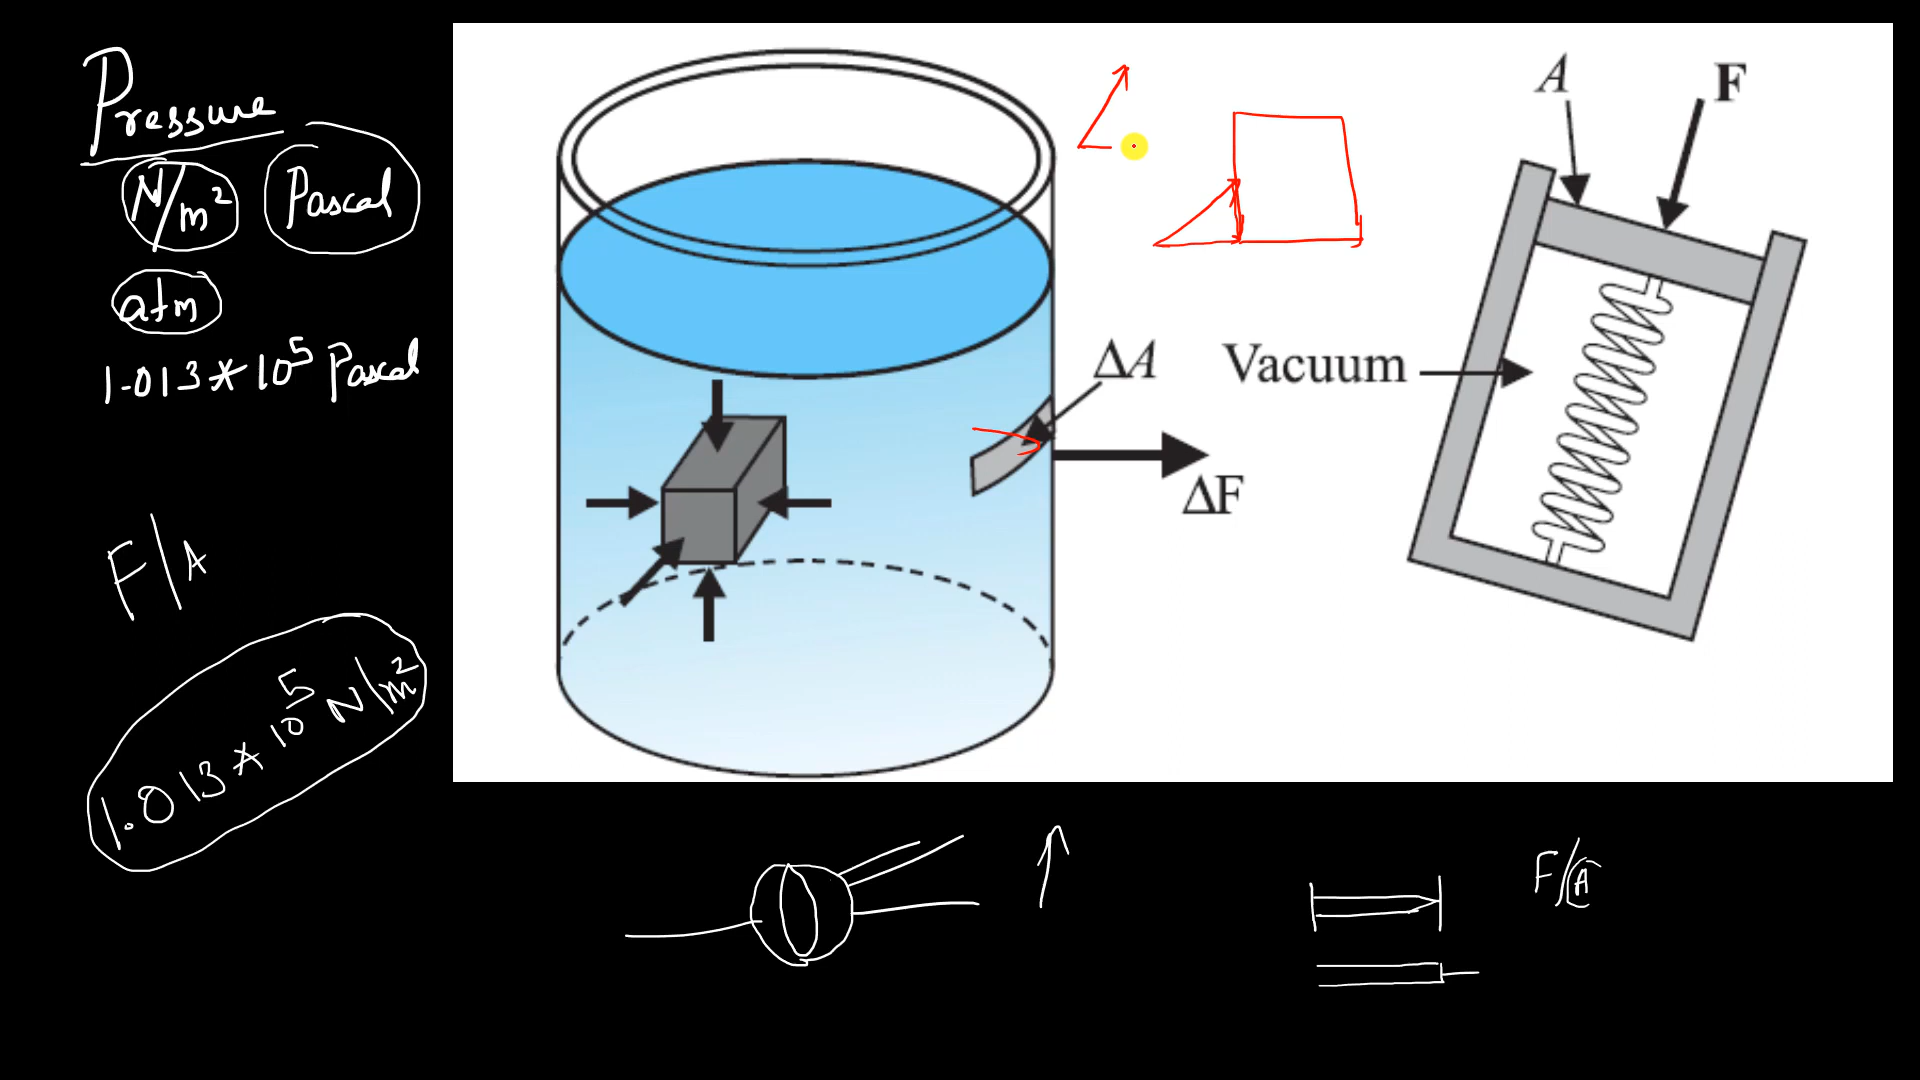 Pressure
N/m² Pascal
atm
1.013*10⁵ Pascal
F/A
1.013*10⁵ N/m²
A F
ΔA Vacuum
ΔF
F/A